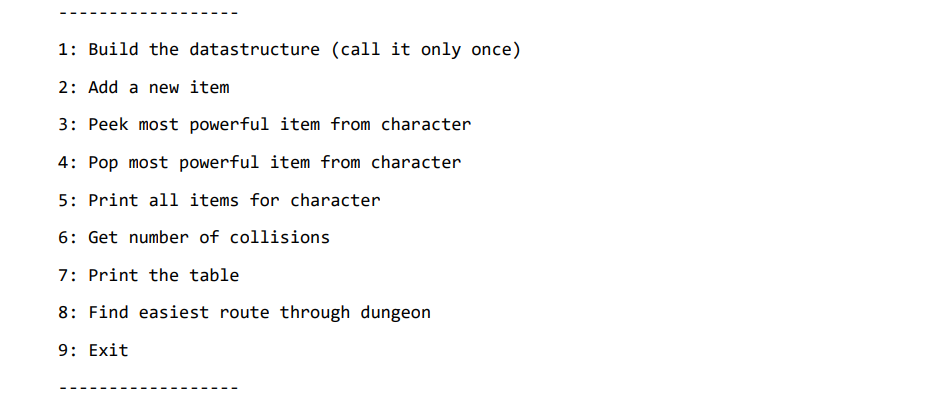 ------------------
1: Build the datastructure (call it only once)
2: Add a new item
3: Peek most powerful item from character
4: Pop most powerful item from character
5: Print all items for character
6: Get number of collisions
7: Print the table
8: Find easiest route through dungeon
9: Exit
------------------